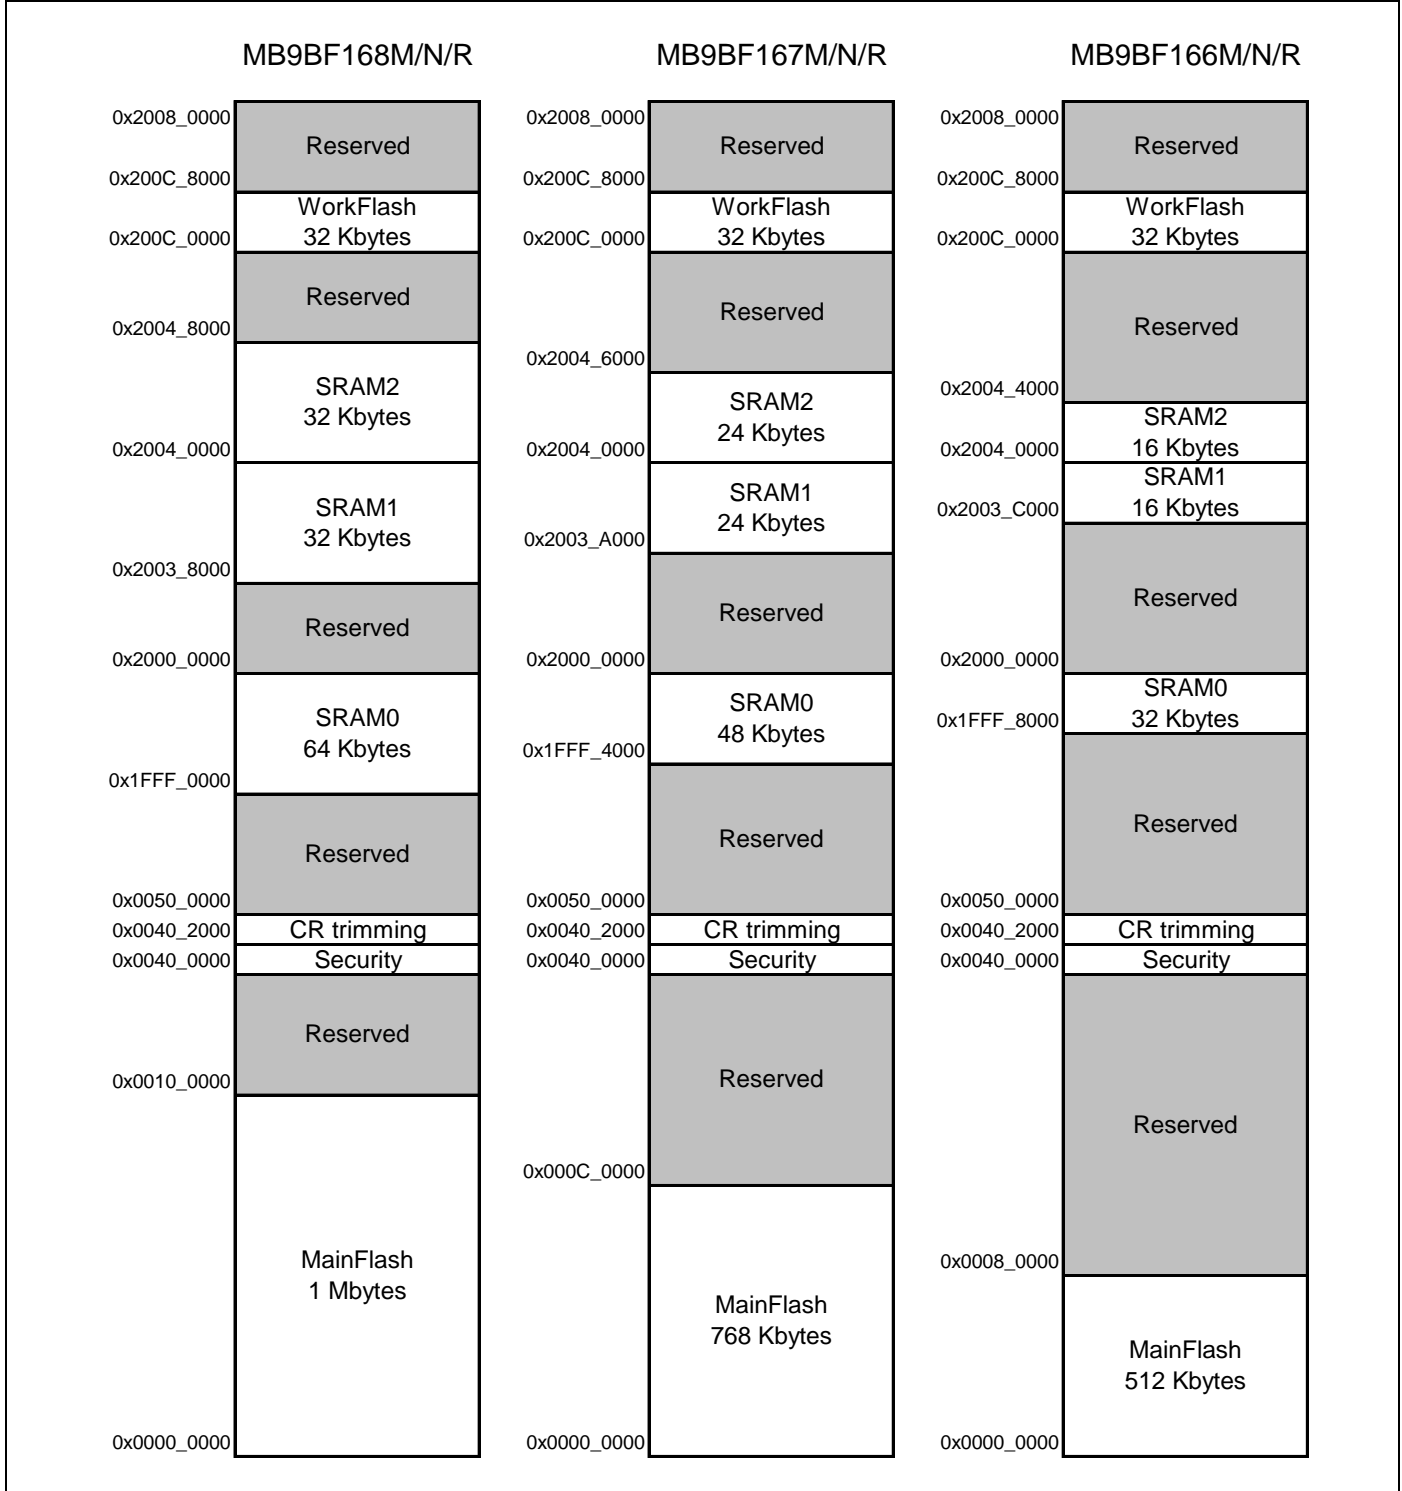 MB9BF168M/N/R
0x2008_0000
Reserved
0x200C_8000
WorkFlash
32 Kbytes
0x200C_0000
Reserved
0x2004_8000
SRAM2
32 Kbytes
0x2004_0000
SRAM1
32 Kbytes
0x2003_8000
Reserved
0x2000_0000
SRAM0
64 Kbytes
0x1FFF_0000
Reserved
0x0050_0000
CR trimming
0x0040_2000
Security
0x0040_0000
Reserved
0x0010_0000
MainFlash
1 Mbytes
0x0000_0000
MB9BF167M/N/R
0x2008_0000
Reserved
0x200C_8000
WorkFlash
32 Kbytes
0x200C_0000
Reserved
0x2004_6000
SRAM2
24 Kbytes
0x2004_0000
SRAM1
24 Kbytes
0x2003_A000
Reserved
0x2000_0000
SRAM0
48 Kbytes
0x1FFF_4000
Reserved
0x0050_0000
CR trimming
0x0040_2000
Security
0x0040_0000
Reserved
0x000C_0000
MainFlash
768 Kbytes
0x0000_0000
MB9BF166M/N/R
0x2008_0000
Reserved
0x200C_8000
WorkFlash
32 Kbytes
0x200C_0000
Reserved
0x2004_4000
SRAM2
16 Kbytes
0x2004_0000
SRAM1
16 Kbytes
0x2003_C000
Reserved
0x2000_0000
SRAM0
32 Kbytes
0x1FFF_8000
Reserved
0x0050_0000
CR trimming
0x0040_2000
Security
0x0040_0000
Reserved
0x0008_0000
MainFlash
512 Kbytes
0x0000_0000